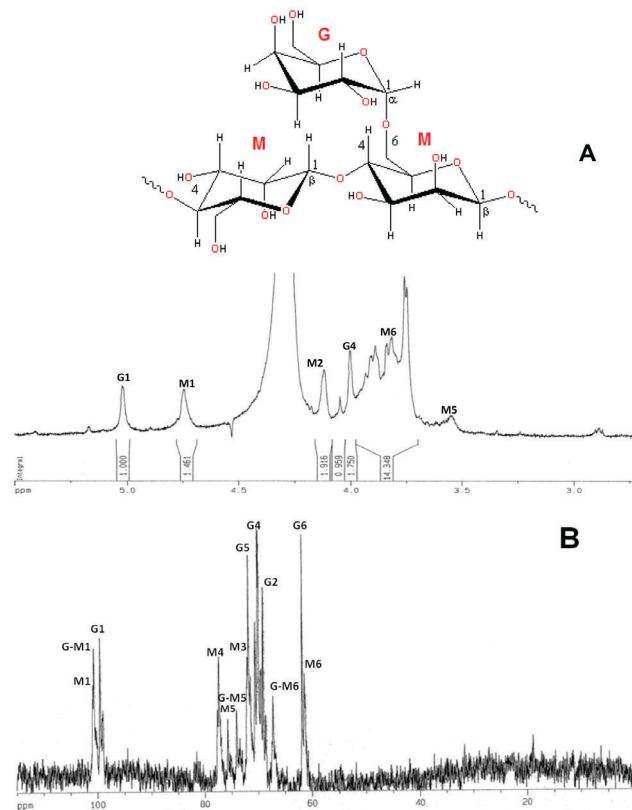 OH
OH
G
H
O
H
H
1
HO
H
HO
H
α
H
OH
O
H
M
H
1
H
4
6
M
A
H
OH
O
HO
4
H
β
O
H
1
O
O
OH
O
HO
H
OH
H
β
H
H
OH
G1
M1
M2
G4
M6
M5
Integral
1.000
1.461
1.916
0.959
1.750
14.348
ppm 5.0 4.5 4.0 3.5 3.0
B
G4
G6
G5
G2
G1
G-M1
M1
M4
M3
G-M5
M5
G-M6
M6
ppm 100 80 60 40 20